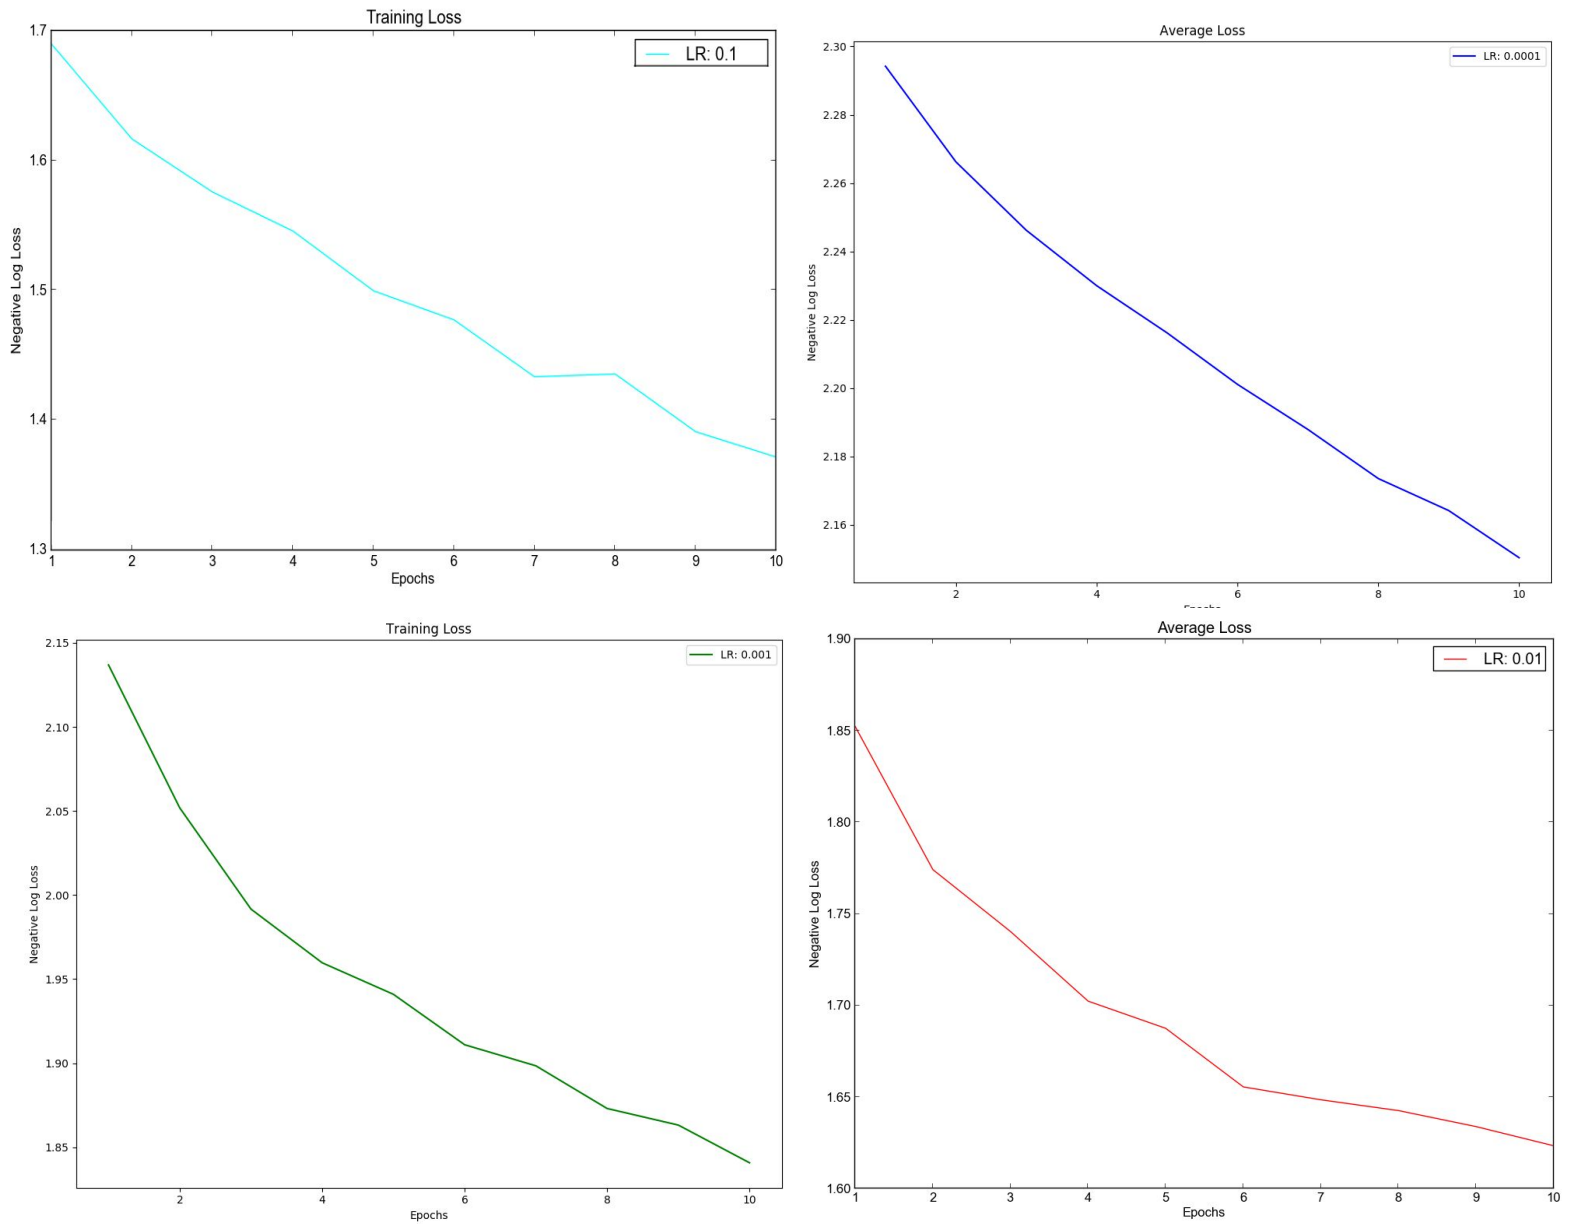 Training Loss
LR: 0.1
1.7
1.6
1.5
1.4
1.3
Negative Log Loss
1 2 3 4 5 6 7 8 9 10
Epochs
Average Loss
LR: 0.0001
2.30
2.28
2.26
2.24
2.22
2.20
2.18
2.16
Negative Log Loss
2 4 6 8 10
Training Loss
LR: 0.001
2.15
2.10
2.05
2.00
1.95
1.90
1.85
Negative Log Loss
2 4 6 8 10
Epochs
Average Loss
LR: 0.01
1.90
1.85
1.80
1.75
1.70
1.65
1.60
Negative Log Loss
1 2 3 4 5 6 7 8 9 10
Epochs